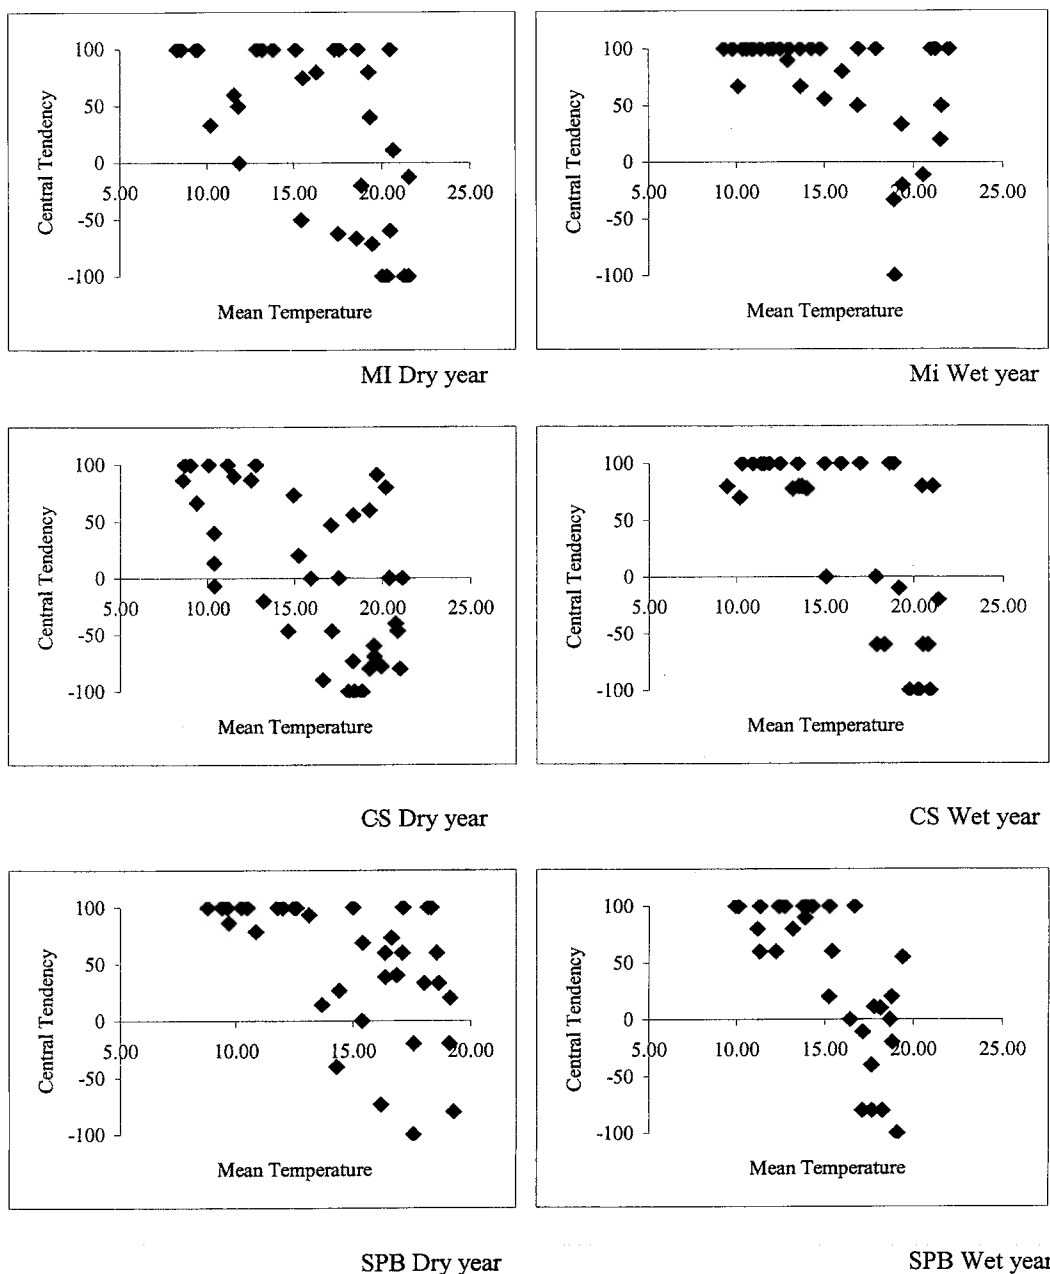 100
50
0
-50
-100
Central Tendency
5.00 10.00 15.00 20.00 25.00
Mean Temperature
MI Dry year
100
50
0
-50
-100
Central Tendency
5.00 10.00 15.00 20.00 25.00
Mean Temperature
Mi Wet year
100
50
0
-50
-100
Central Tendency
5.00 10.00 15.00 20.00 25.00
Mean Temperature
CS Dry year
100
50
0
-50
-100
Central Tendency
5.00 10.00 15.00 20.00 25.00
Mean Temperature
CS Wet year
100
50
0
-50
-100
Central Tendency
5.00 10.00 15.00 20.00
Mean Temperature
SPB Dry year
100
50
0
-50
-100
Central Tendency
5.00 10.00 15.00 20.00 25.00
Mean Temperature
SPB Wet year